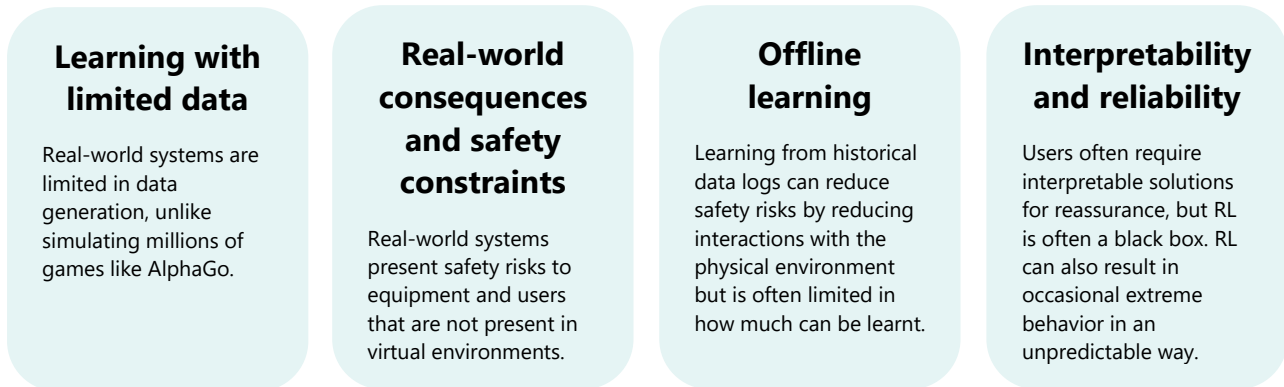 Learning with
limited data
Real-world systems are
limited in data
generation, unlike
simulating millions of
games like AlphaGo.
Real-world
consequences
and safety
constraints
Real-world systems
present safety risks to
equipment and users
that are not present in
virtual environments.
Offline
learning
Learning from historical
data logs can reduce
safety risks by reducing
interactions with the
physical environment
but is often limited in
how much can be learnt.
Interpretability
and reliability
Users often require
interpretable solutions
for reassurance, but RL
is often a black box. RL
can also result in
occasional extreme
behavior in an
unpredictable way.